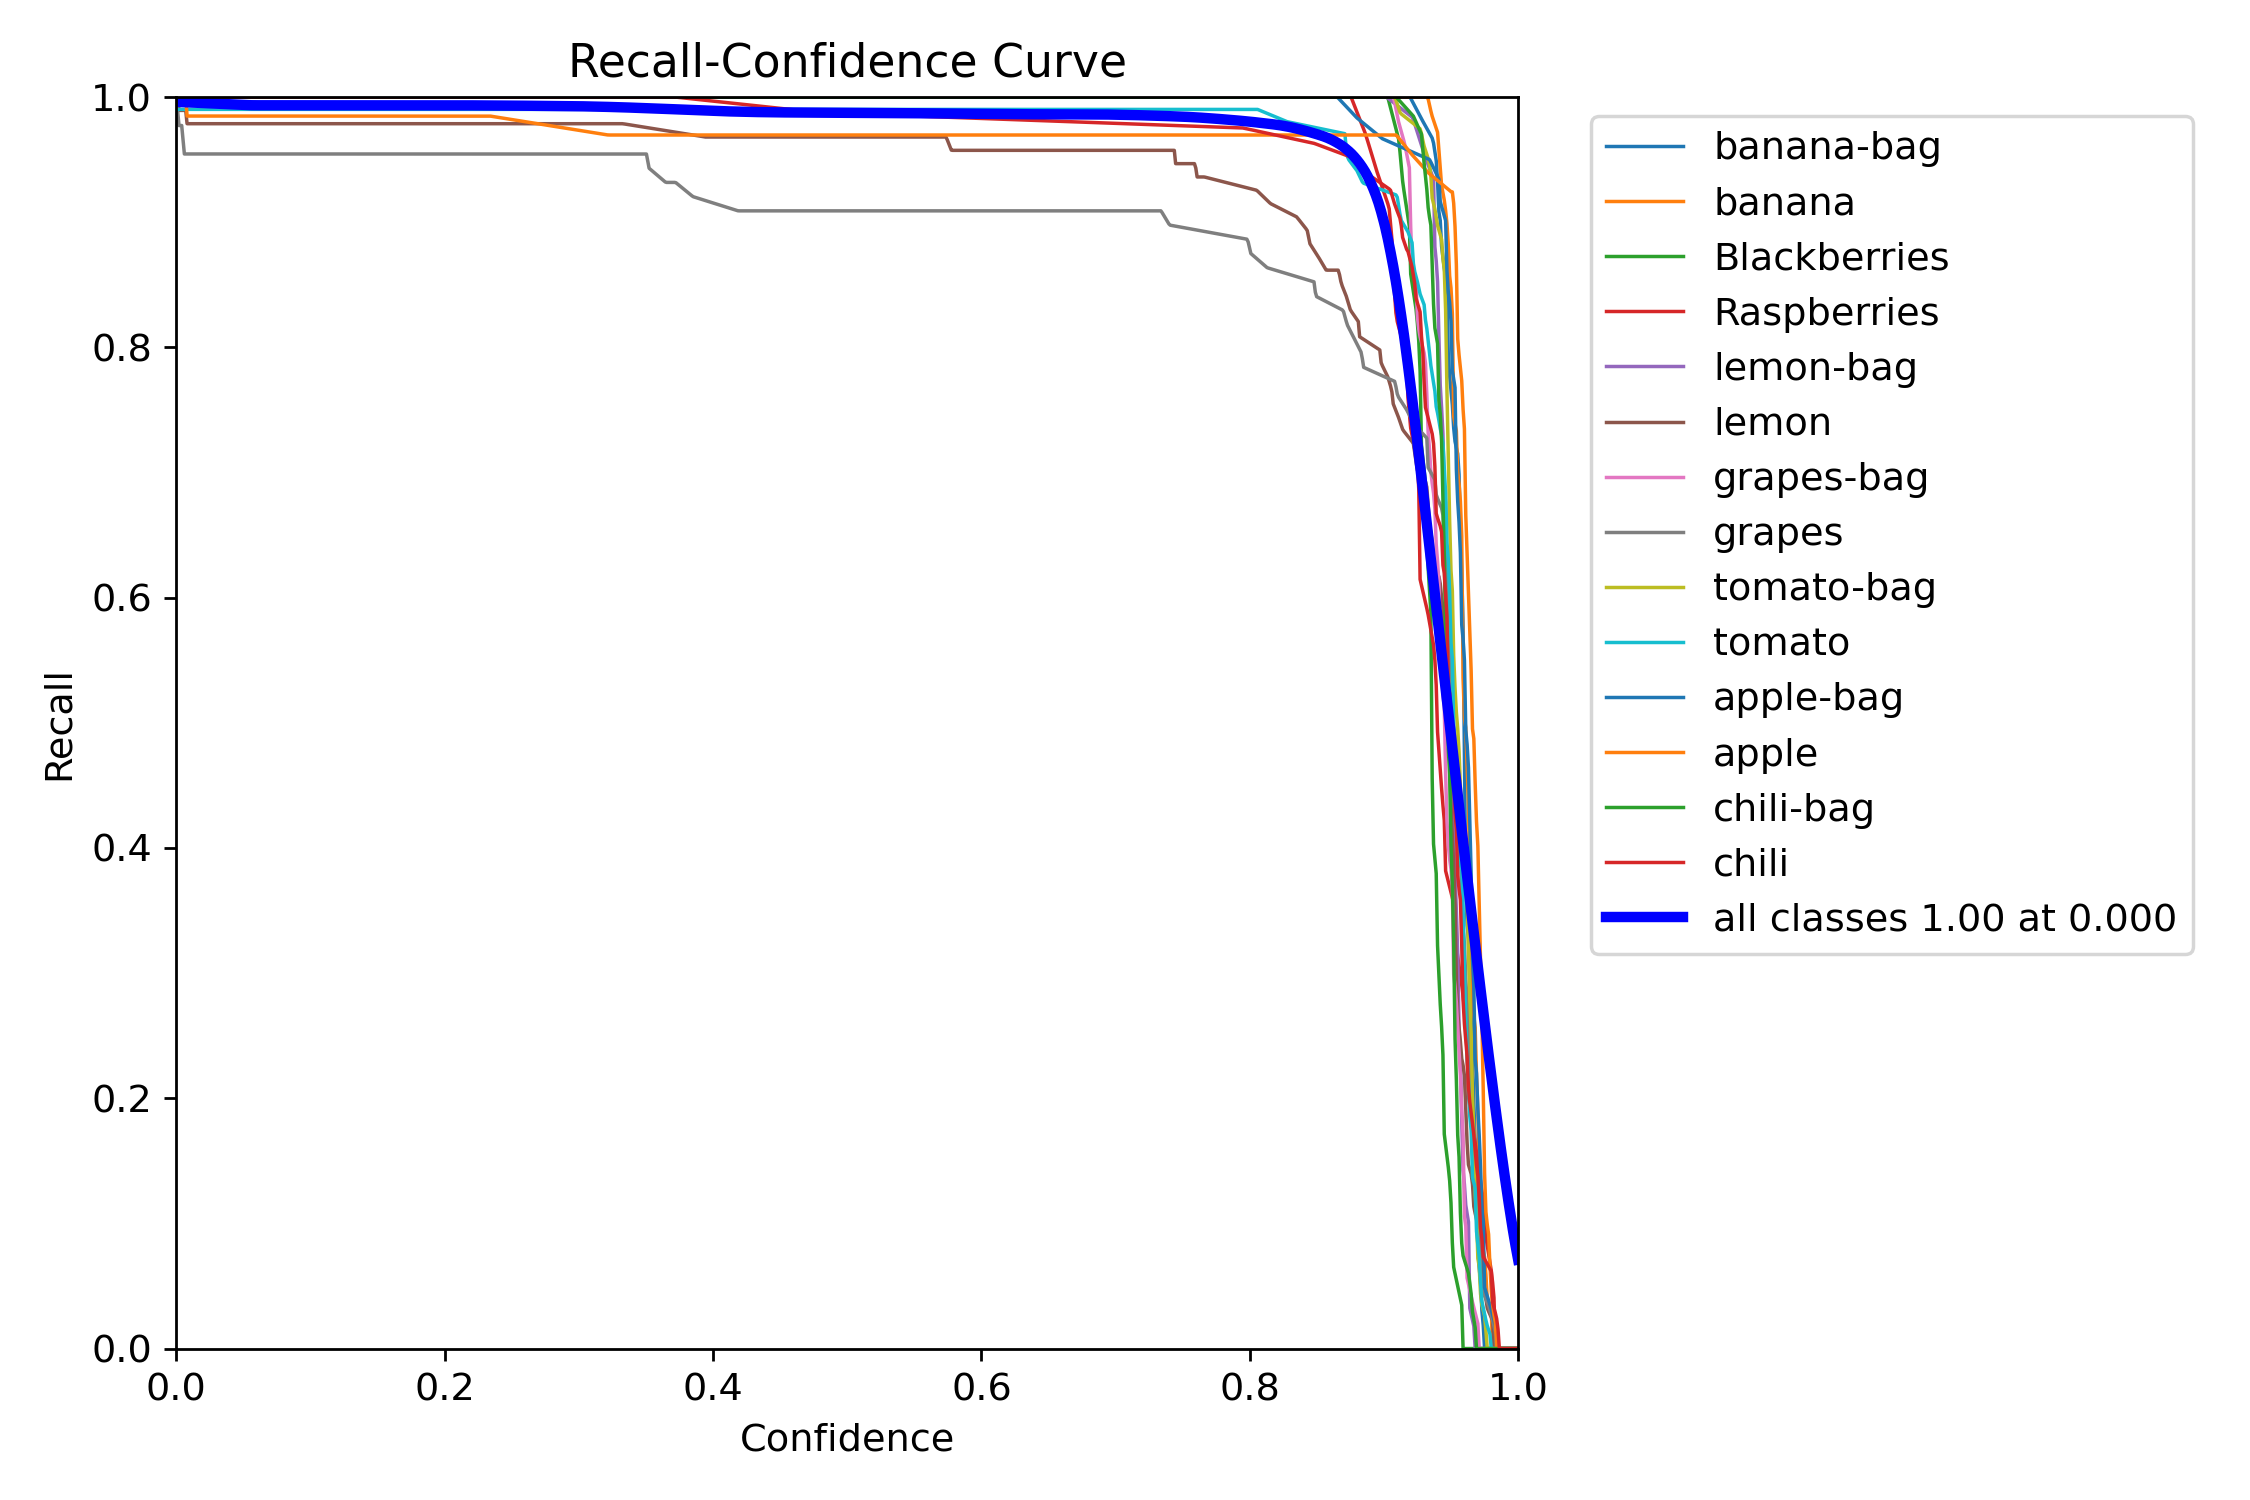 Recall-Confidence Curve
1.0
0.8
0.6
0.4
0.2
0.0
Recall
0.0 0.2 0.4 0.6 0.8 1.0
Confidence
banana-bag
banana
Blackberries
Raspberries
lemon-bag
lemon
grapes-bag
grapes
tomato-bag
tomato
apple-bag
apple
chili-bag
chili
all classes 1.00 at 0.000